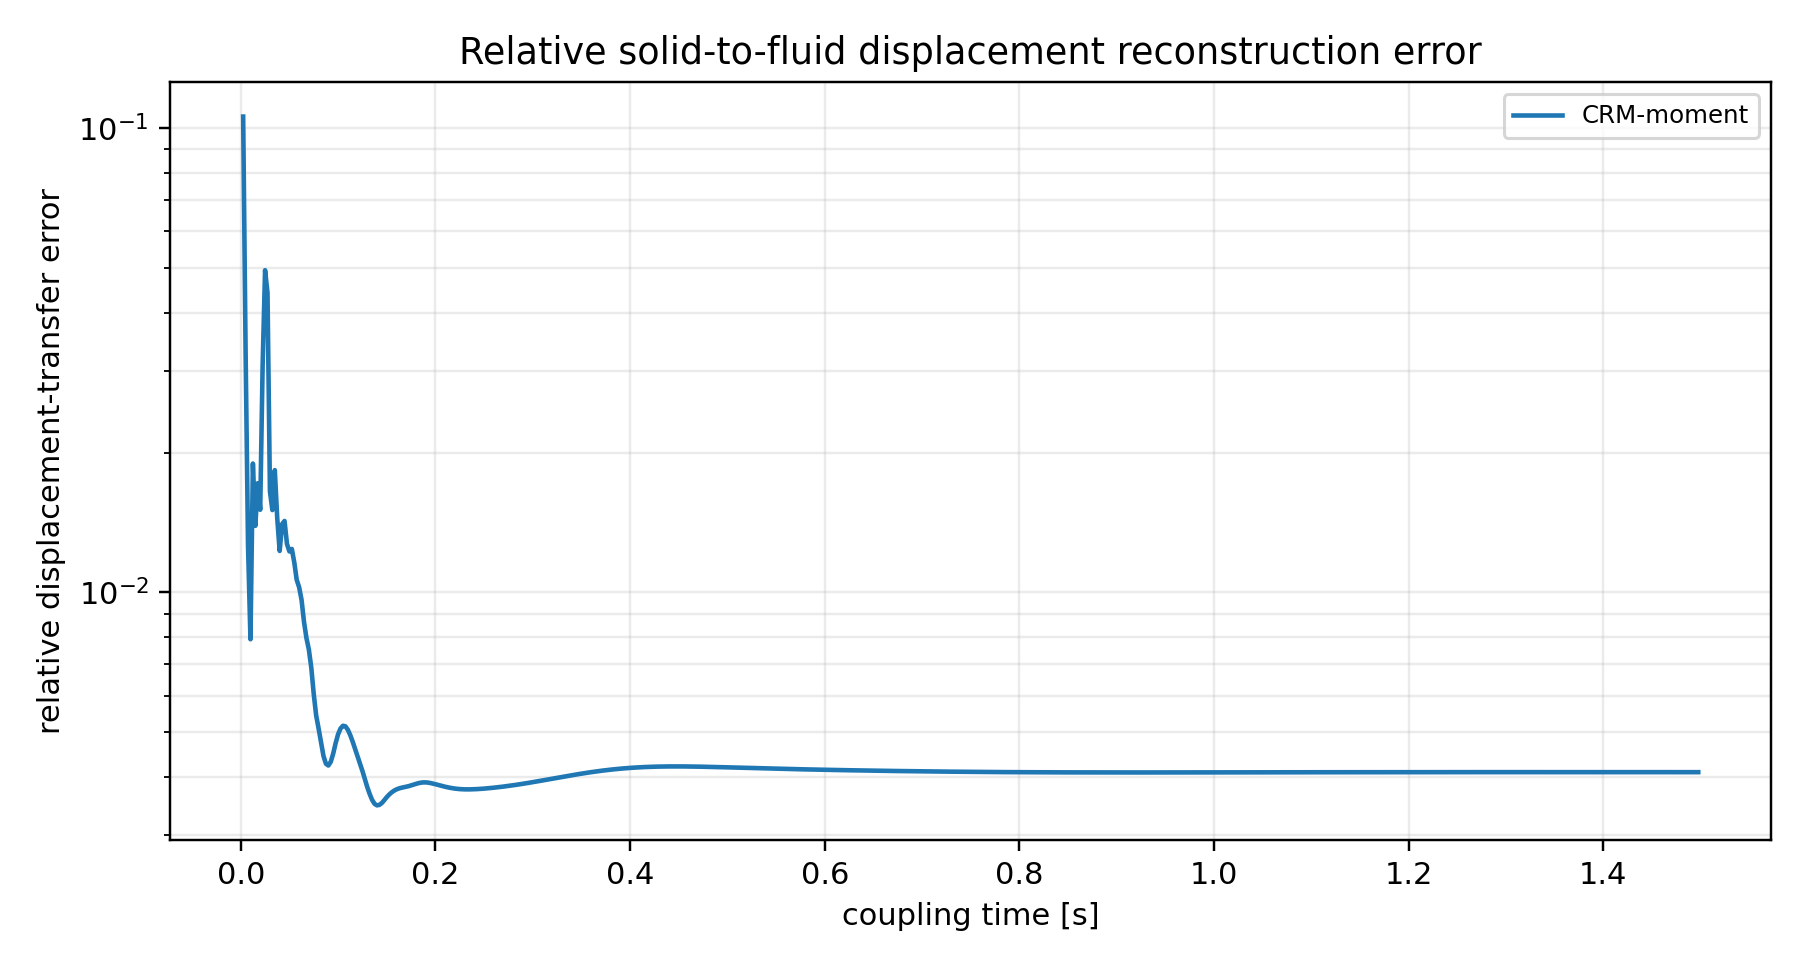 Relative solid-to-fluid displacement reconstruction error
CRM-moment
relative displacement-transfer error
10⁻¹
10⁻²
0.0 0.2 0.4 0.6 0.8 1.0 1.2 1.4
coupling time [s]